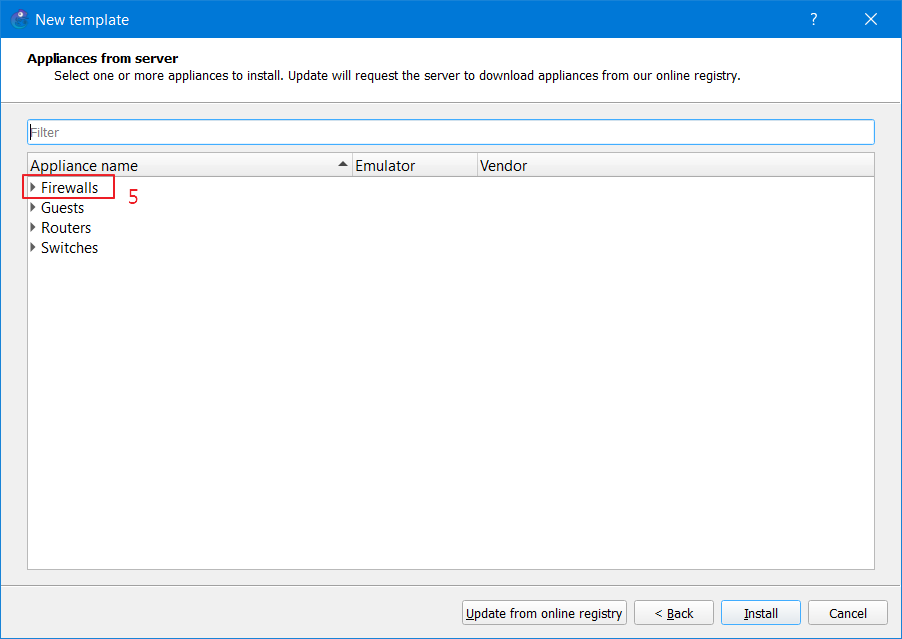 New template
?
Appliances from server
Select one or more appliances to install. Update will request the server to download appliances from our online registry.
Filter
Appliance name Emulator Vendor
Firewalls 5
Guests
Routers
Switches
Update from online registry < Back Install Cancel